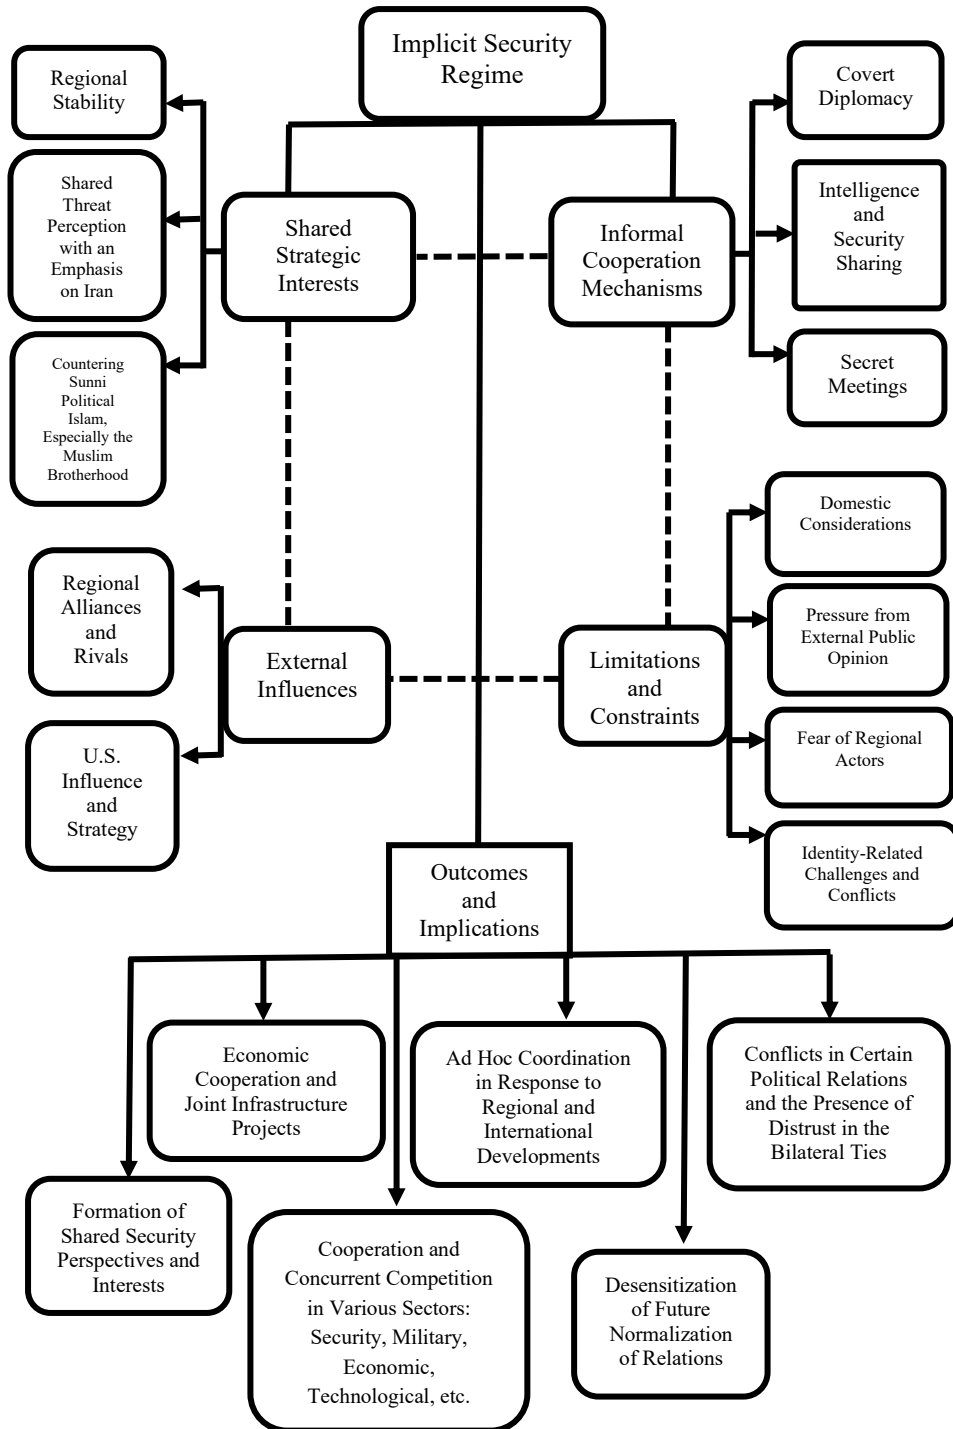 Implicit Security
Regime
Regional
Stability
Shared
Threat
Perception
with an
Emphasis
on Iran
Countering
Sunni
Political
Islam,
Especially the
Muslim
Brotherhood
Shared
Strategic
Interests
Informal
Cooperation
Mechanisms
Covert
Diplomacy
Intelligence
and
Security
Sharing
Secret
Meetings
Regional
Alliances
and
Rivals
U.S.
Influence
and
Strategy
External
Influences
Limitations
and
Constraints
Domestic
Considerations
Pressure from
External Public
Opinion
Fear of Regional
Actors
Identity-Related
Challenges and
Conflicts
Outcomes
and
Implications
Economic
Cooperation and
Joint Infrastructure
Projects
Ad Hoc Coordination
in Response to
Regional and
International
Developments
Conflicts in Certain
Political Relations
and the Presence of
Distrust in the
Bilateral Ties
Formation of
Shared Security
Perspectives and
Interests
Cooperation and
Concurrent Competition
in Various Sectors:
Security, Military,
Economic,
Technological, etc.
Desensitization
of Future
Normalization
of Relations